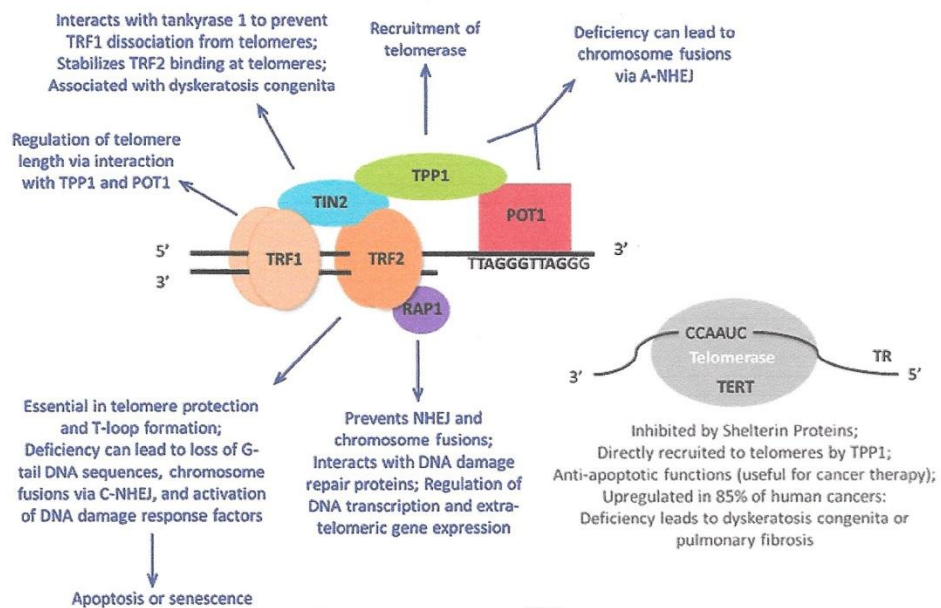 Interacts with tankyrase 1 to prevent
TRF1 dissociation from telomeres;
Stabilizes TRF2 binding at telomeres;
Associated with dyskeratosis congenita
Recruitment of
telomerase
Deficiency can lead to
chromosome fusions
via A-NHEJ
Regulation of telomere
length via interaction
with TPP1 and POT1
TPP1
TIN2
POT1
5'
TRF1
TRF2
3'
TTAGGGTTAGGG
3'
RAP1
CCAAUC
Telomerase
TR
3'
5'
TERT
Essential in telomere protection
and T-loop formation;
Deficiency can lead to loss of G-
tail DNA sequences, chromosome
fusions via C-NHEJ, and activation
of DNA damage response factors
Prevents NHEJ and
chromosome fusions;
Interacts with DNA damage
repair proteins; Regulation of
DNA transcription and extra-
telomeric gene expression
Inhibited by Shelterin Proteins;
Directly recruited to telomeres by TPP1;
Anti-apoptotic functions (useful for cancer therapy);
Upregulated in 85% of human cancers:
Deficiency leads to dyskeratosis congenita or
pulmonary fibrosis
Apoptosis or senescence